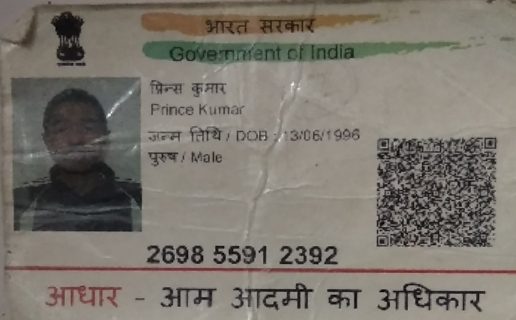 भारत सरकार
Government of India
प्रिन्स कुमार
Prince Kumar
जन्म तिथि / DOB : 13/06/1996
पुरुष / Male
2698 5591 2392
आधार - आम आदमी का अधिकार